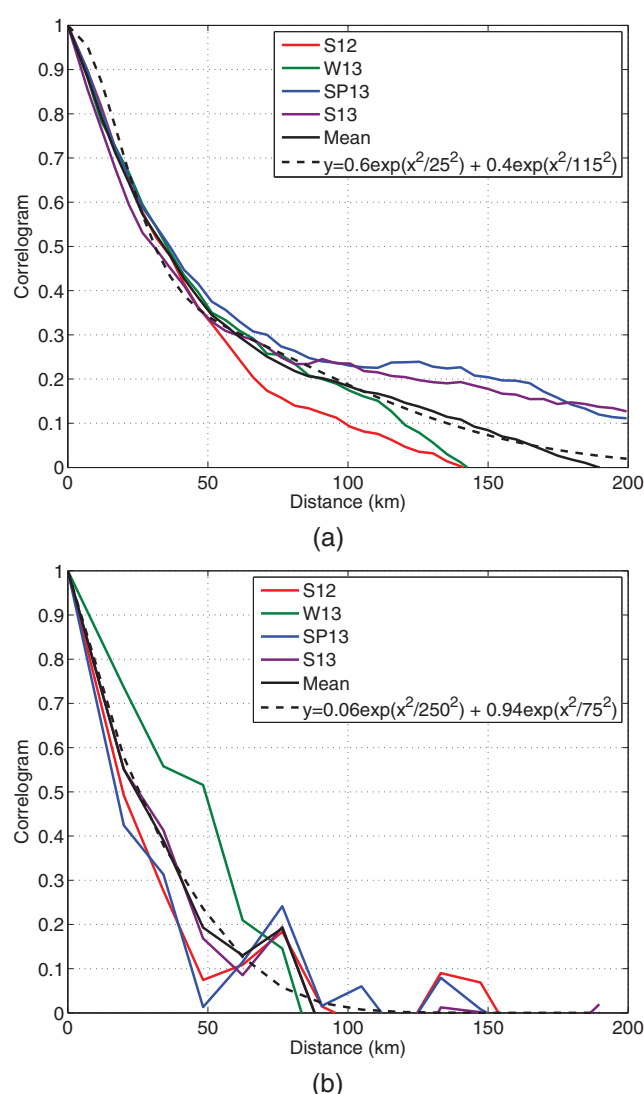 1
0.9
0.8
0.7
0.6
0.5
0.4
0.3
0.2
0.1
0
Correlogram
S12
W13
SP13
S13
Mean
y=0.6exp(x²/25²) + 0.4exp(x²/115²)
0 50 100 150 200
Distance (km)
(a)
1
0.9
0.8
0.7
0.6
0.5
0.4
0.3
0.2
0.1
0
Correlogram
S12
W13
SP13
S13
Mean
y=0.06exp(x²/250²) + 0.94exp(x²/75²)
0 50 100 150 200
Distance (km)
(b)